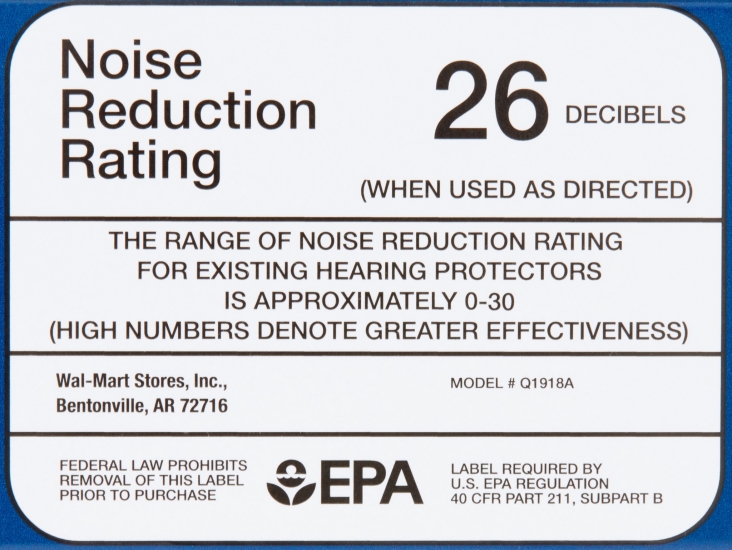 Noise
Reduction
Rating
26 DECIBELS
(WHEN USED AS DIRECTED)
THE RANGE OF NOISE REDUCTION RATING
FOR EXISTING HEARING PROTECTORS
IS APPROXIMATELY 0-30
(HIGH NUMBERS DENOTE GREATER EFFECTIVENESS)
Wal-Mart Stores, Inc.,
Bentonville, AR 72716
MODEL # Q1918A
FEDERAL LAW PROHIBITS
REMOVAL OF THIS LABEL
PRIOR TO PURCHASE
EPA
LABEL REQUIRED BY
U.S. EPA REGULATION
40 CFR PART 211, SUBPART B